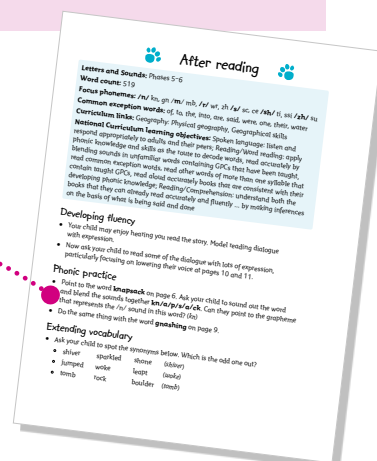 After reading
Letters and Sounds: Phases 5–6
Word count: 519
Focus phonemes: /n/ kn, gn /m/ mb, /r/ wr, zh /s/ sc, ce /sh/ ti, ssi /zh/ su
Common exception words: of, to, the, into, are, said, were, one, their, water
Curriculum links: Geography: Physical geography, Geographical skills
National Curriculum learning objectives: Spoken language: listen and
respond appropriately to adults and their peers; Reading/Word reading: apply
phonic knowledge and skills as the route to decode words, read accurately by
blending sounds in unfamiliar words containing GPCs that have been taught,
read common exception words, read other words of more than one syllable that
contain taught GPCs, read aloud accurately books that are consistent with their
developing phonic knowledge; Reading/Comprehension: understand both the
books that they can already read accurately and fluently ... by making inferences
on the basis of what is being said and done
Developing fluency
• Your child may enjoy hearing you read the story. Model reading dialogue
with expression.
• Now ask your child to read some of the dialogue with lots of expression,
particularly focusing on lowering their voice at pages 10 and 11.
Phonic practice
• Point to the word knapsack on page 6. Ask your child to sound out the word
and blend the sounds together kn/a/p/s/a/ck. Can they point to the grapheme
that represents the /n/ sound in this word? (kn)
• Do the same thing with the word gnashing on page 9.
Extending vocabulary
• Ask your child to spot the synonyms below. Which is the odd one out?
• shiver sparkled shone (shiver)
• jumped woke leapt (woke)
• tomb rock boulder (tomb)